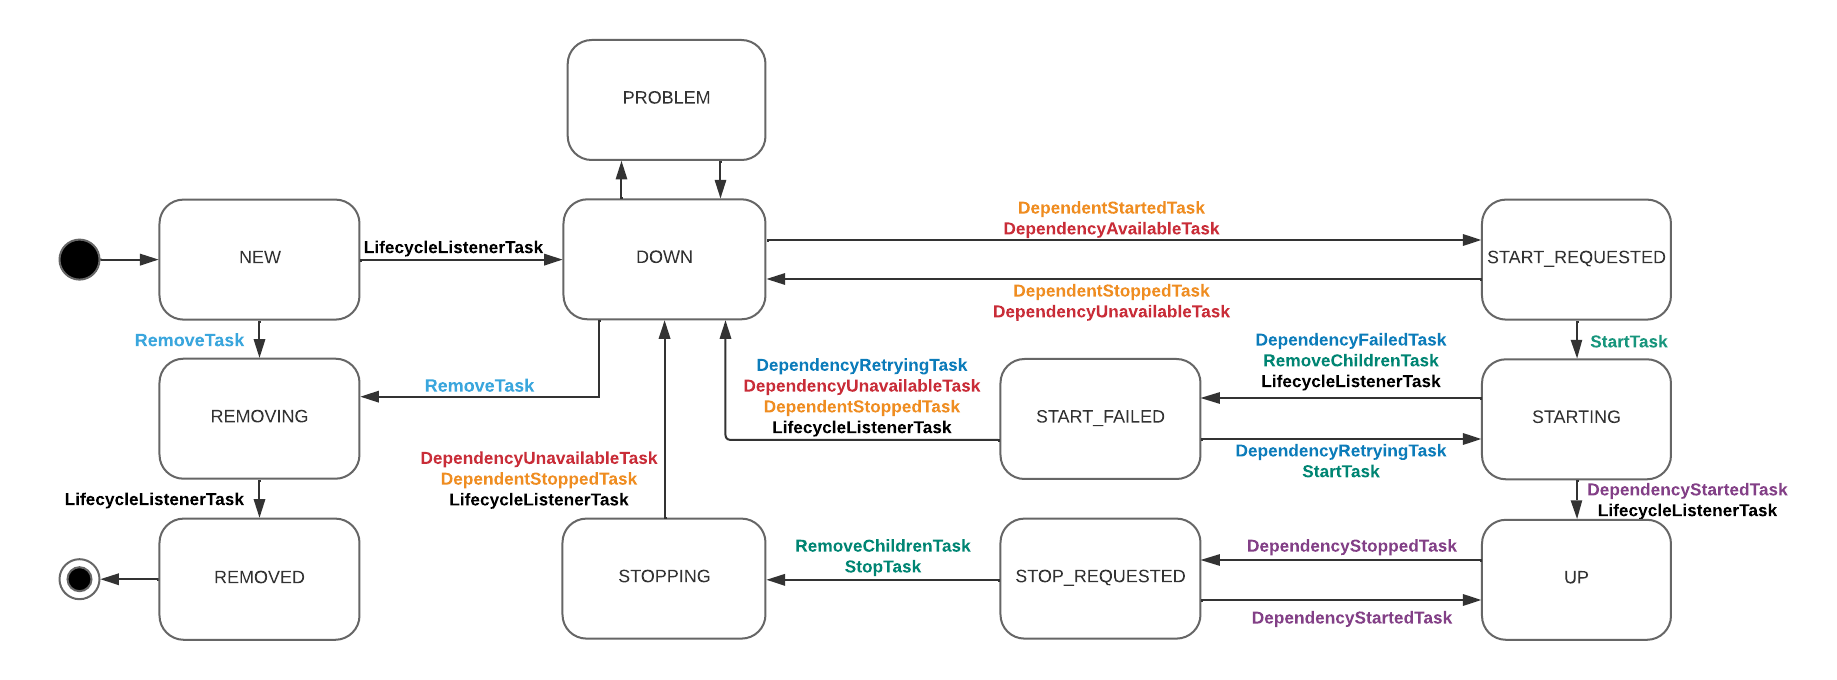 PROBLEM
DependentStartedTask
DependencyAvailableTask
NEW
LifecycleListenerTask
DOWN
START_REQUESTED
DependentStoppedTask
DependencyUnavailableTask
RemoveTask
DependencyFailedTask
RemoveChildrenTask
LifecycleListenerTask
StartTask
DependencyRetryingTask
DependencyUnavailableTask
DependentStoppedTask
LifecycleListenerTask
RemoveTask
REMOVING
START_FAILED
STARTING
DependencyRetryingTask
StartTask
DependencyUnavailableTask
DependentStoppedTask
LifecycleListenerTask
LifecycleListenerTask
DependencyStartedTask
LifecycleListenerTask
RemoveChildrenTask
StopTask
DependencyStoppedTask
REMOVED
STOPPING
STOP_REQUESTED
UP
DependencyStartedTask